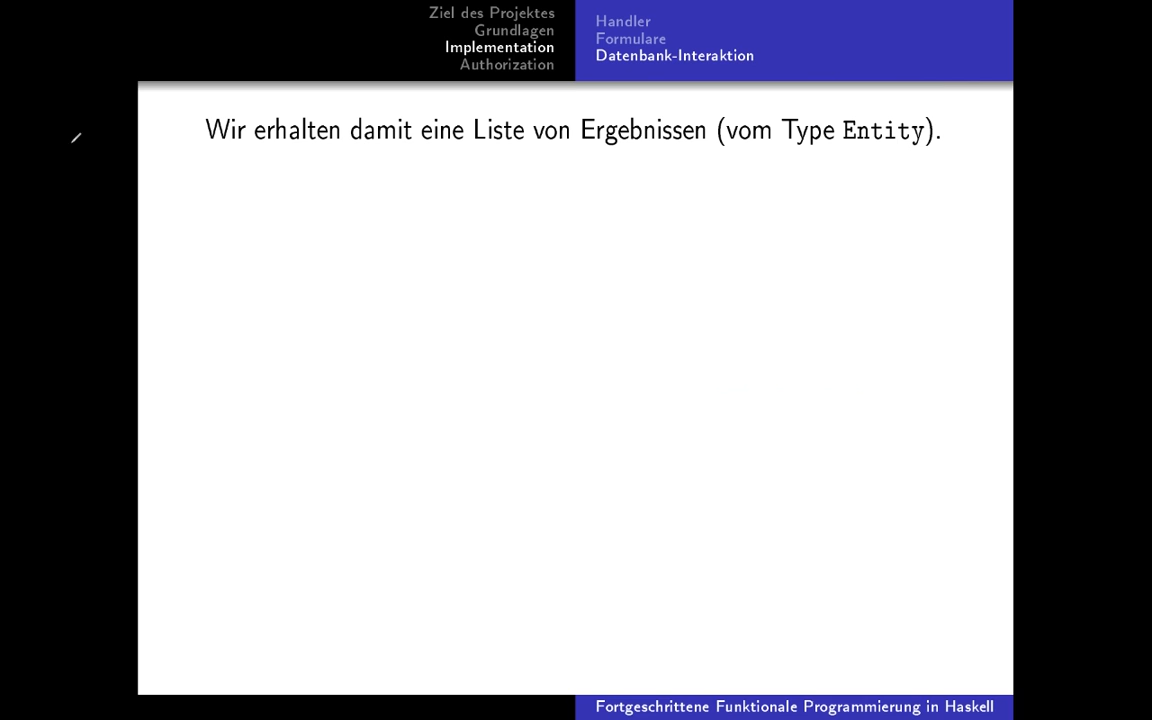 Ziel des Projektes
Grundlagen
Implementation
Authorization
Handler
Formulare
Datenbank-Interaktion
Wir erhalten damit eine Liste von Ergebnissen (vom Type Entity).
Fortgeschrittene Funktionale Programmierung in Haskell